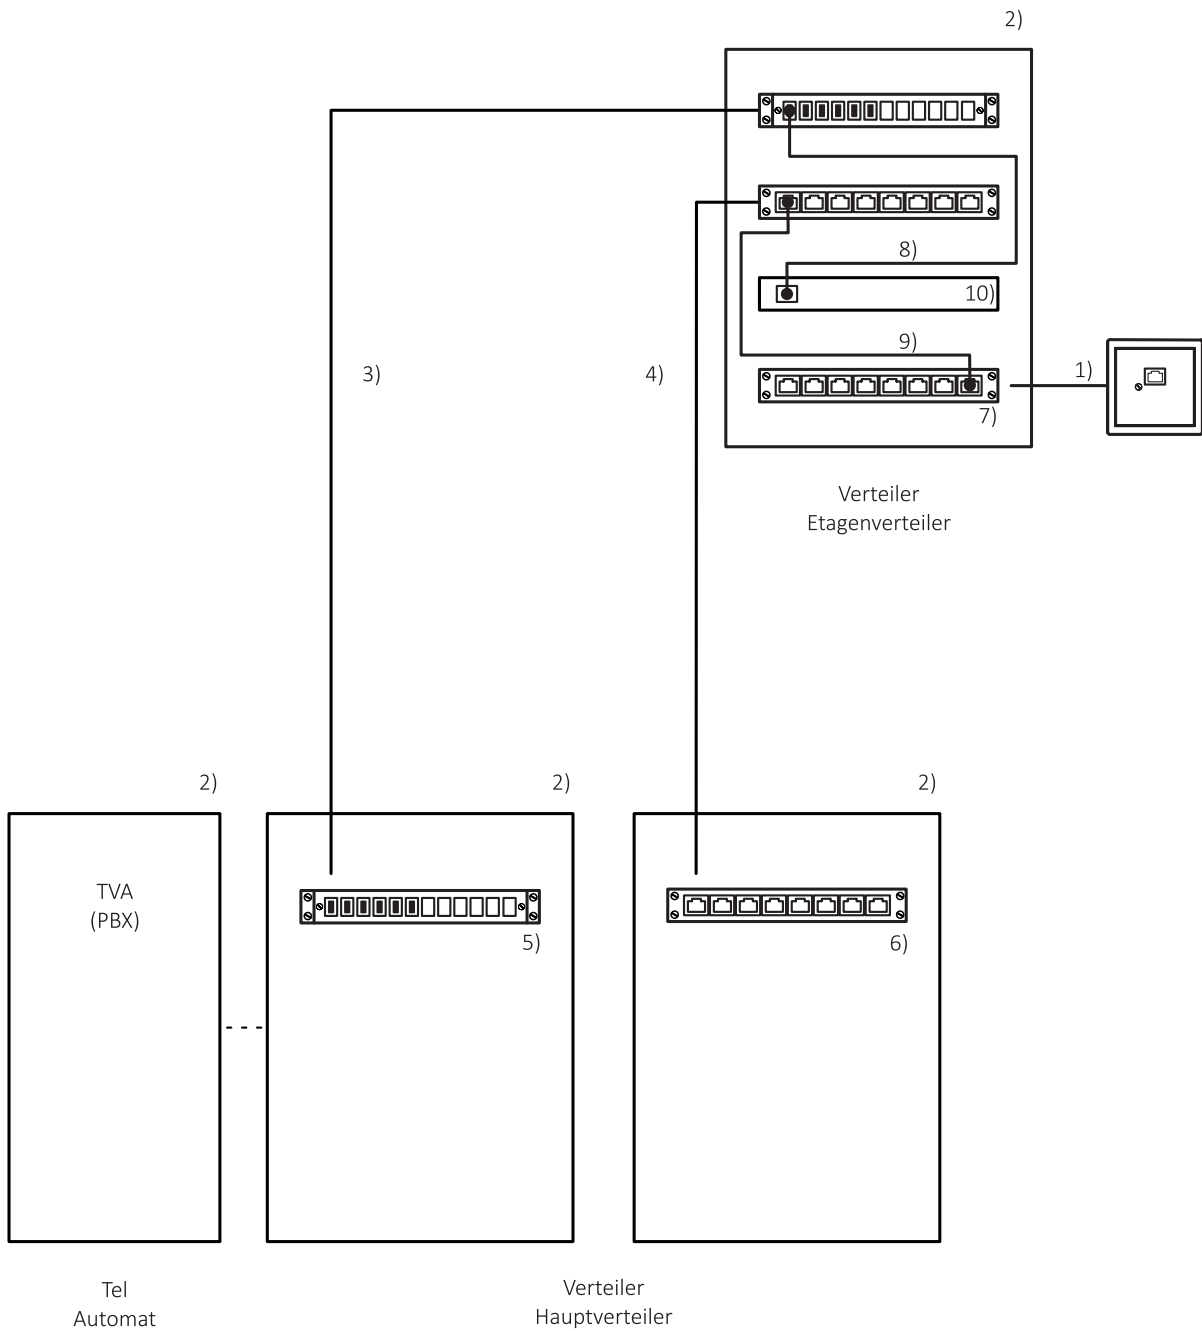 2)
8)
10)
9)
3)
4)
1)
7)
Verteiler
Etagenverteiler
2)
2)
2)
TVA
(PBX)
5)
6)
Tel
Automat
Verteiler
Hauptverteiler